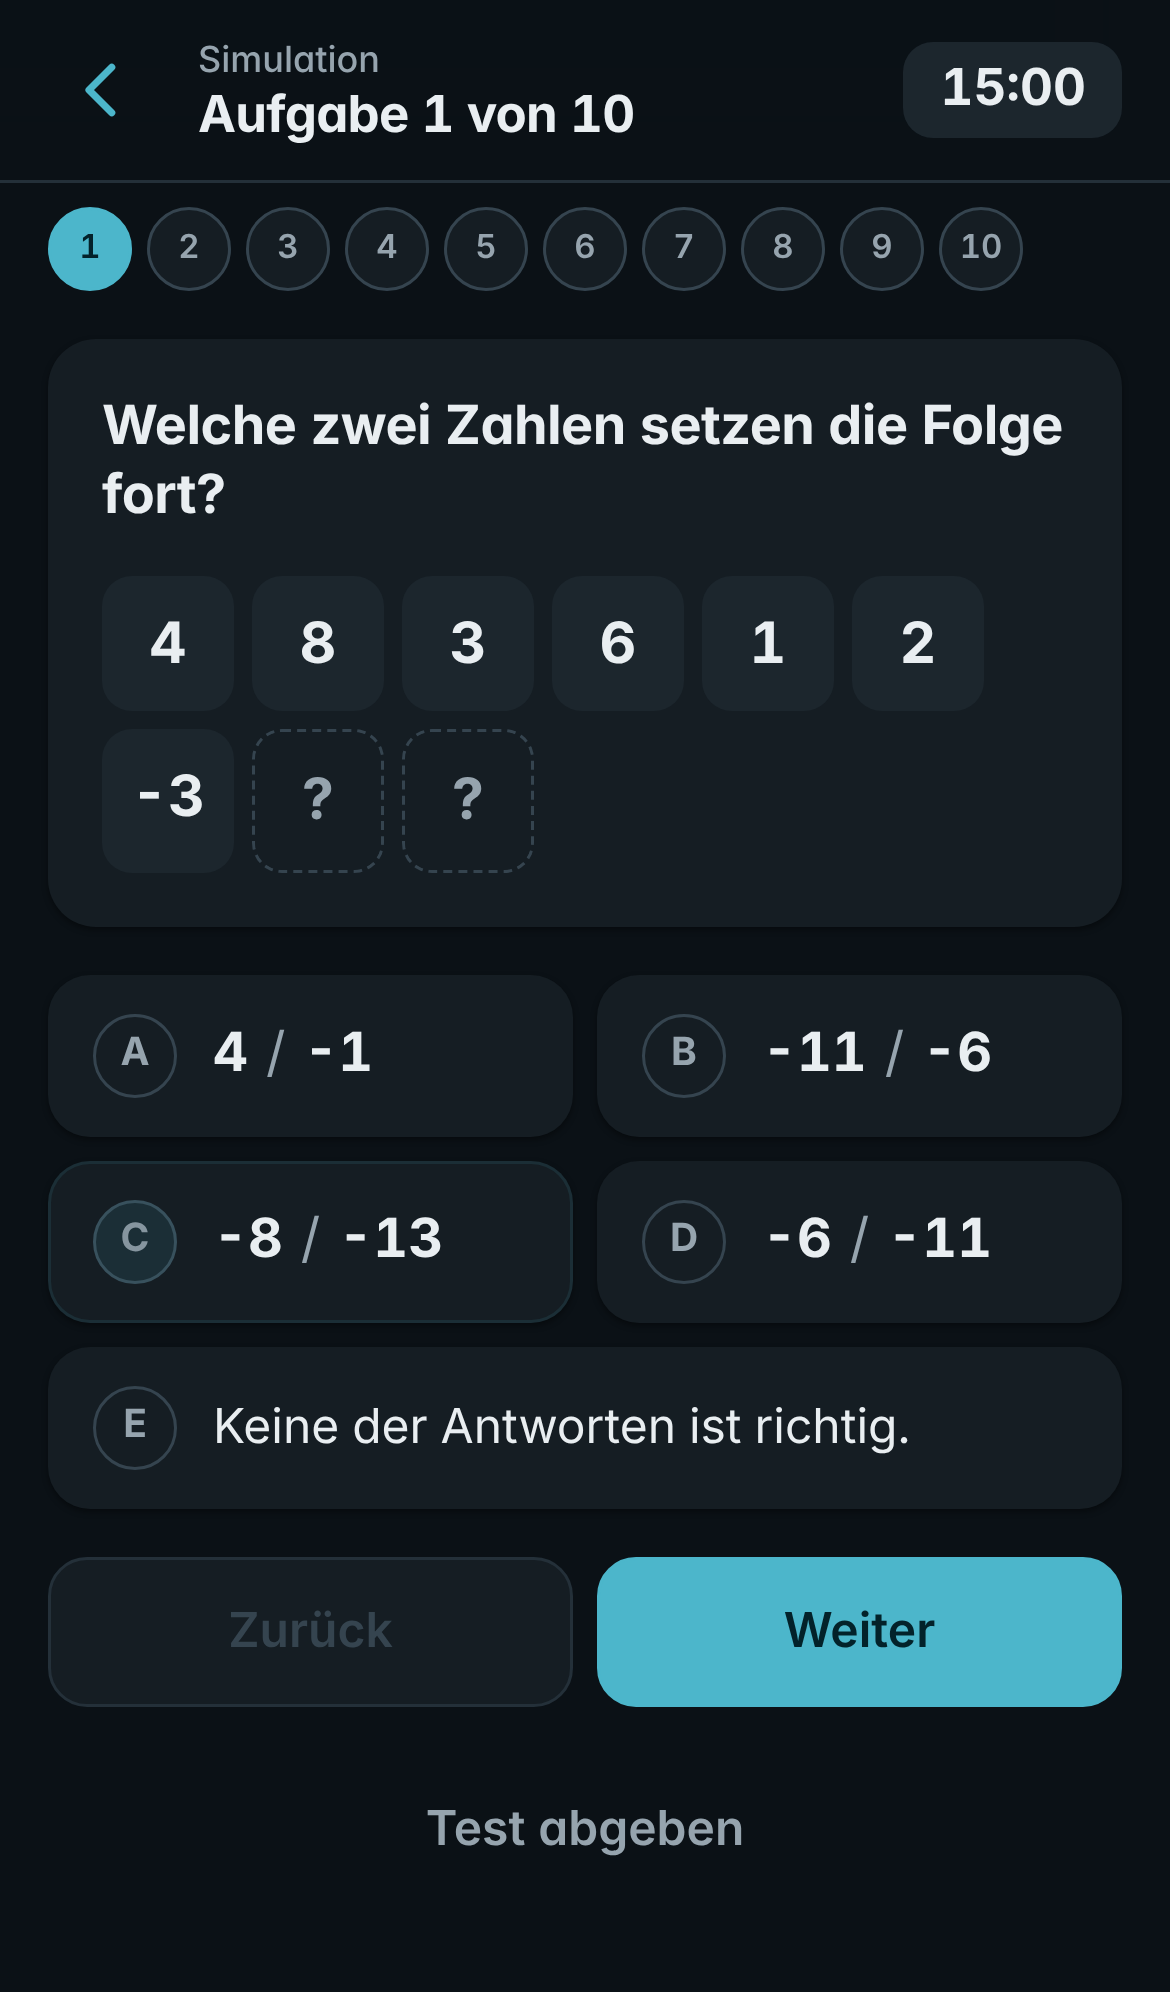 Simulation
Aufgabe 1 von 10
15:00
1 2 3 4 5 6 7 8 9 10
Welche zwei Zahlen setzen die Folge
fort?
4 8 3 6 1 2
-3 ? ?
A 4 / -1
B -11 / -6
C -8 / -13
D -6 / -11
E Keine der Antworten ist richtig.
Zurück
Weiter
Test abgeben